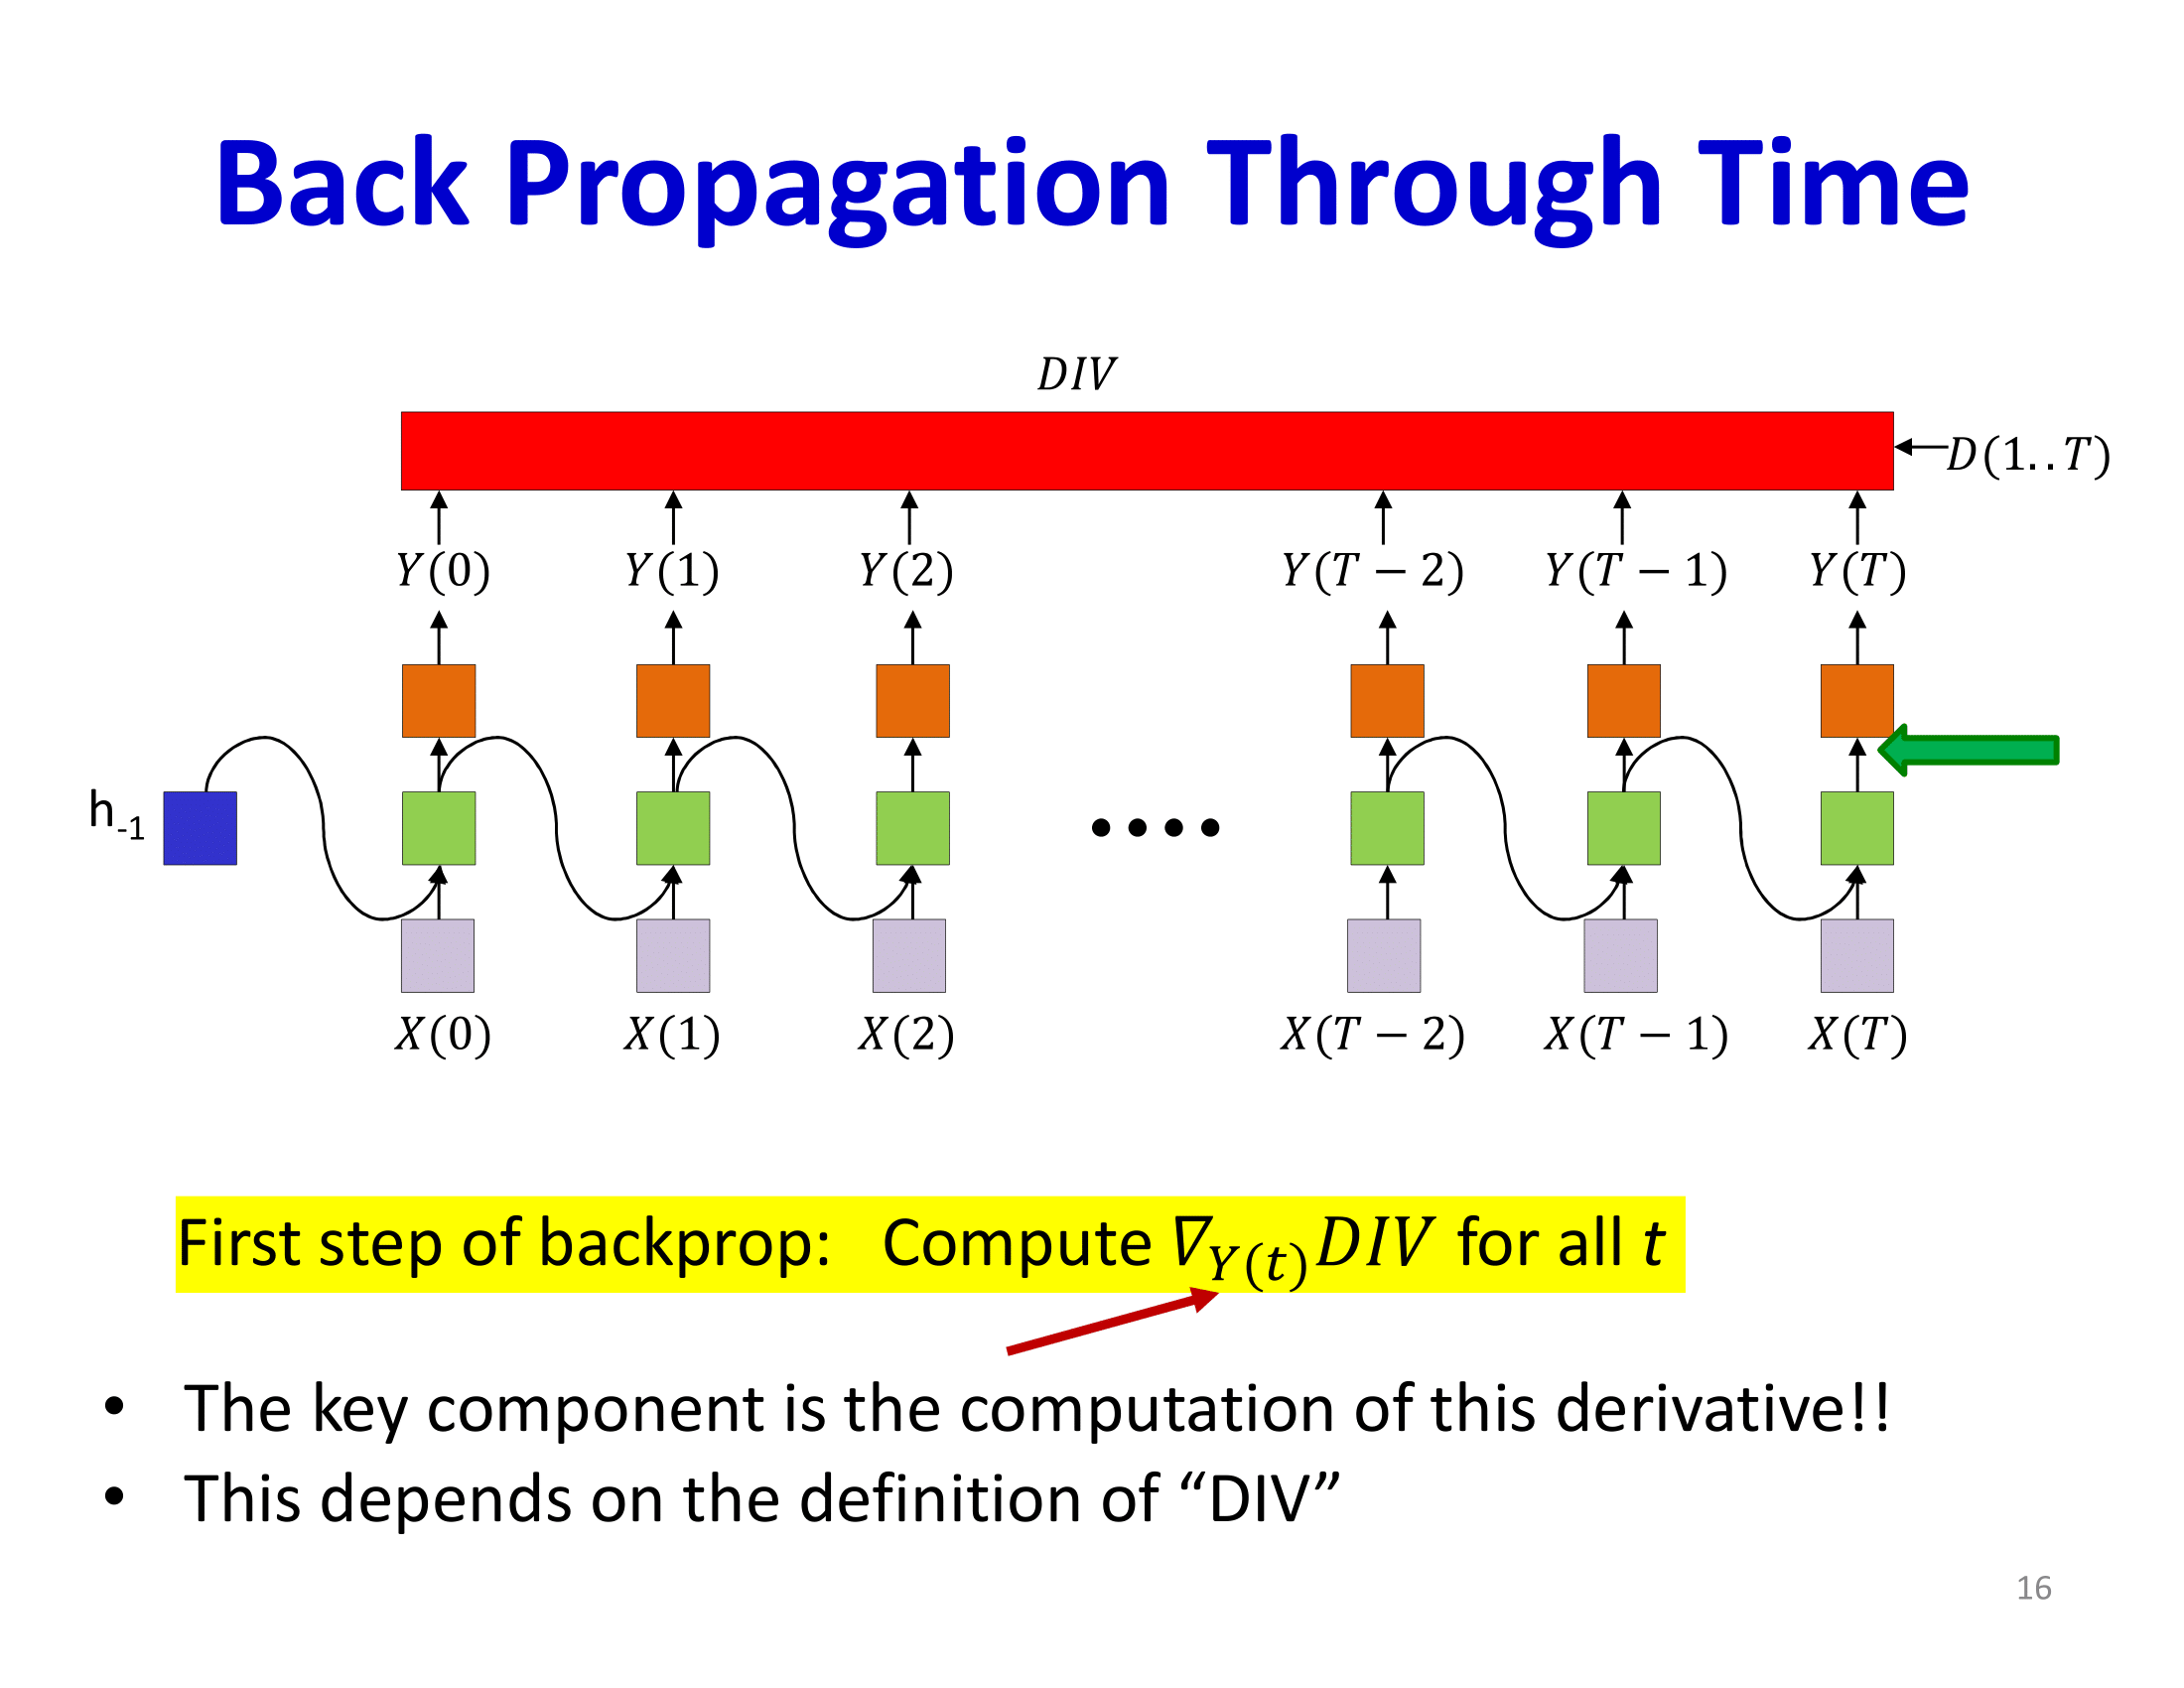 Back Propagation Through Time
DIV
D(1..T)
Y(0) Y(1) Y(2) Y(T − 2) Y(T − 1) Y(T)
h-1
• • • •
X(0) X(1) X(2) X(T − 2) X(T − 1) X(T)
First step of backprop: Compute ∇Y(t)DIV for all t
• The key component is the computation of this derivative!!
• This depends on the definition of “DIV”
16